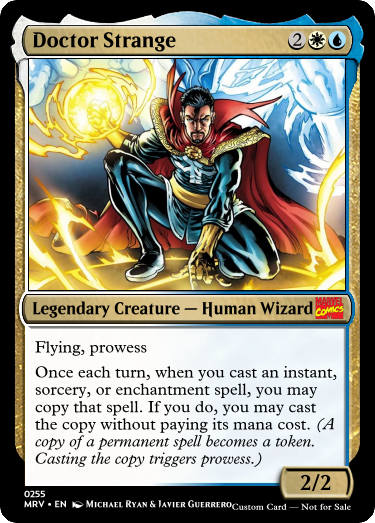 Doctor Strange 2
Legendary Creature — Human Wizard MARVEL COMICS
Flying, prowess
Once each turn, when you cast an instant,
sorcery, or enchantment spell, you may
copy that spell. If you do, you may cast
the copy without paying its mana cost. (A
copy of a permanent spell becomes a token.
Casting the copy triggers prowess.)
2/2
0255
MRV • EN Michael Ryan & Javier Guerrero Custom Card — Not for Sale